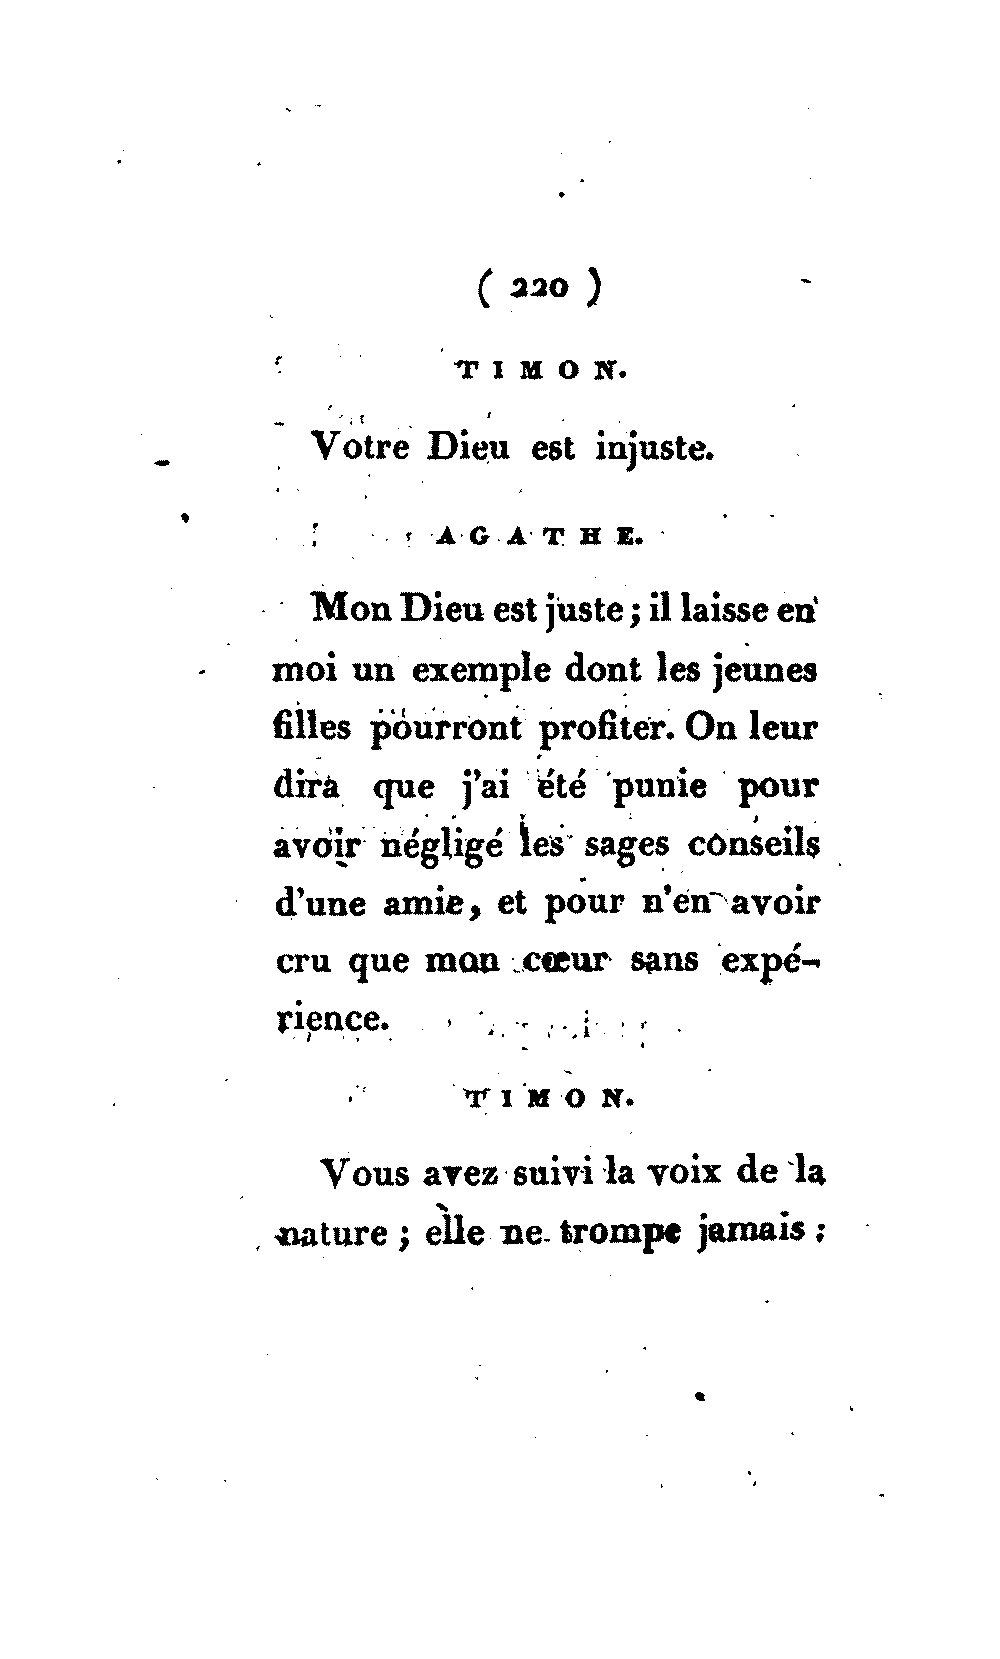 ( 220 )
TIMON.
Votre Dieu est injuste.
AGATHE.
Mon Dieu est juste ; il laisse en
moi un exemple dont les jeunes
filles pourront profiter. On leur
dira que j'ai été punie pour
avoir négligé les sages conseils
d'une amie, et pour n'en avoir
cru que mon cœur sans expé-
rience.
TIMON.
Vous avez suivi la voix de la
nature ; elle ne trompe jamais :